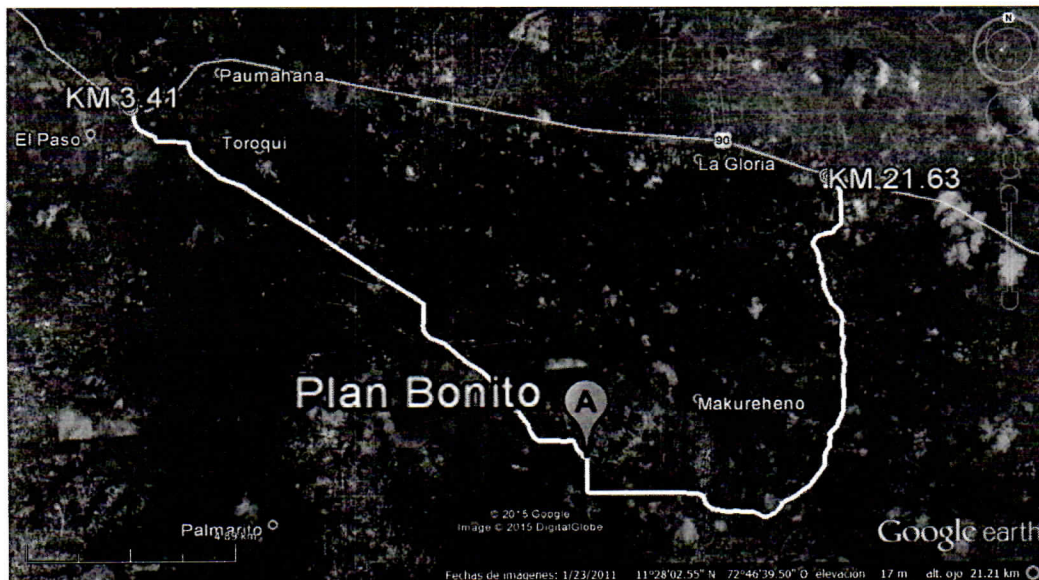 N
Paumahana
KM 3.41
El Paso
Toroqui
90
La Gloria
KM.21.63
Plan Bonito
A
Makureheno
© 2015 Google
Image © 2015 DigitalGlobe
Palmarito
Google earth
Fechas de imágenes: 1/23/2011 11°28'02.55" N 72°46'39.50" O elevación 17 m alt. ojo 21.21 km